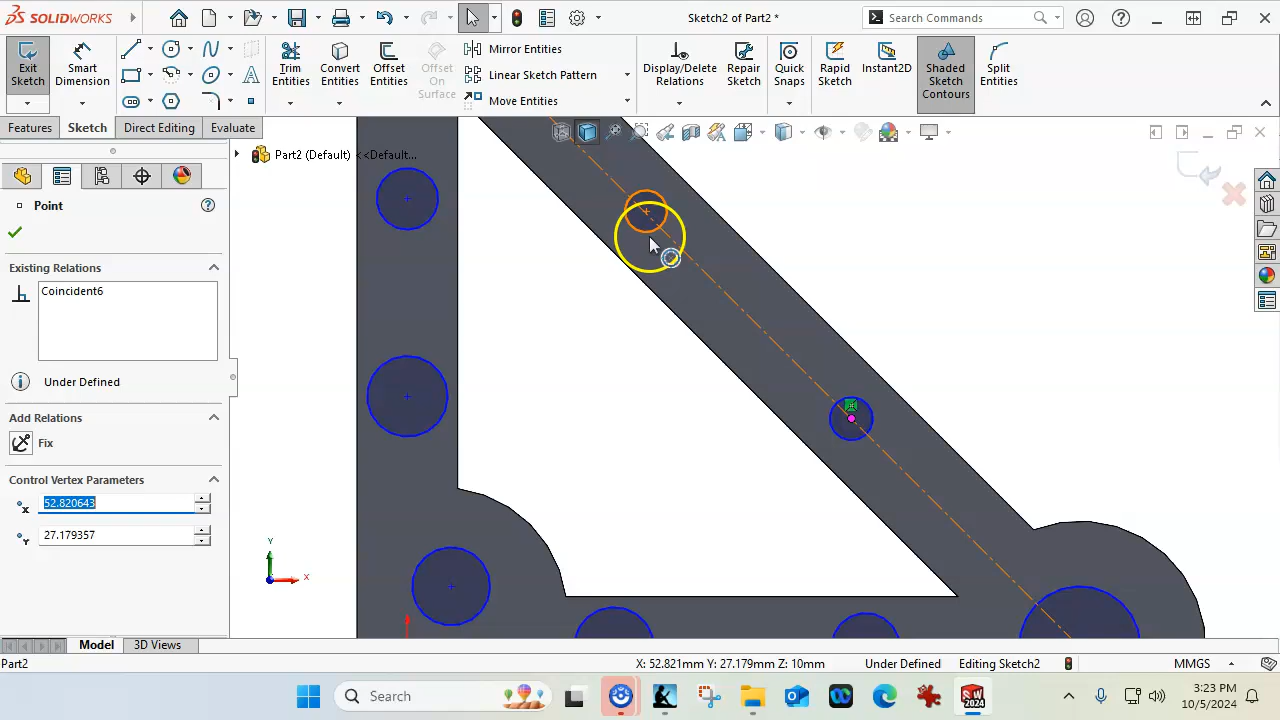 SOLIDWORKS
Sketch2 of Part2 *
Search Commands
Exit Sketch
Smart Dimension
Trim Entities
Convert Entities
Offset Entities
Offset On Surface
Mirror Entities
Linear Sketch Pattern
Move Entities
Display/Delete Relations
Repair Sketch
Quick Snaps
Rapid Sketch
Instant2D
Shaded Sketch Contours
Split Entities
Features
Sketch
Direct Editing
Evaluate
Part2 (Default) <<Default...
Point
Existing Relations
Coincident6
Under Defined
Add Relations
Fix
Control Vertex Parameters
X
52.820643
Y
27.179357
Y
X
Model
3D Views
Part2
X: 52.821mm Y: 27.179mm Z: 10mm
Under Defined
Editing Sketch2
MMGS
Search
SW
2024
3:23 PM
10/5/2024